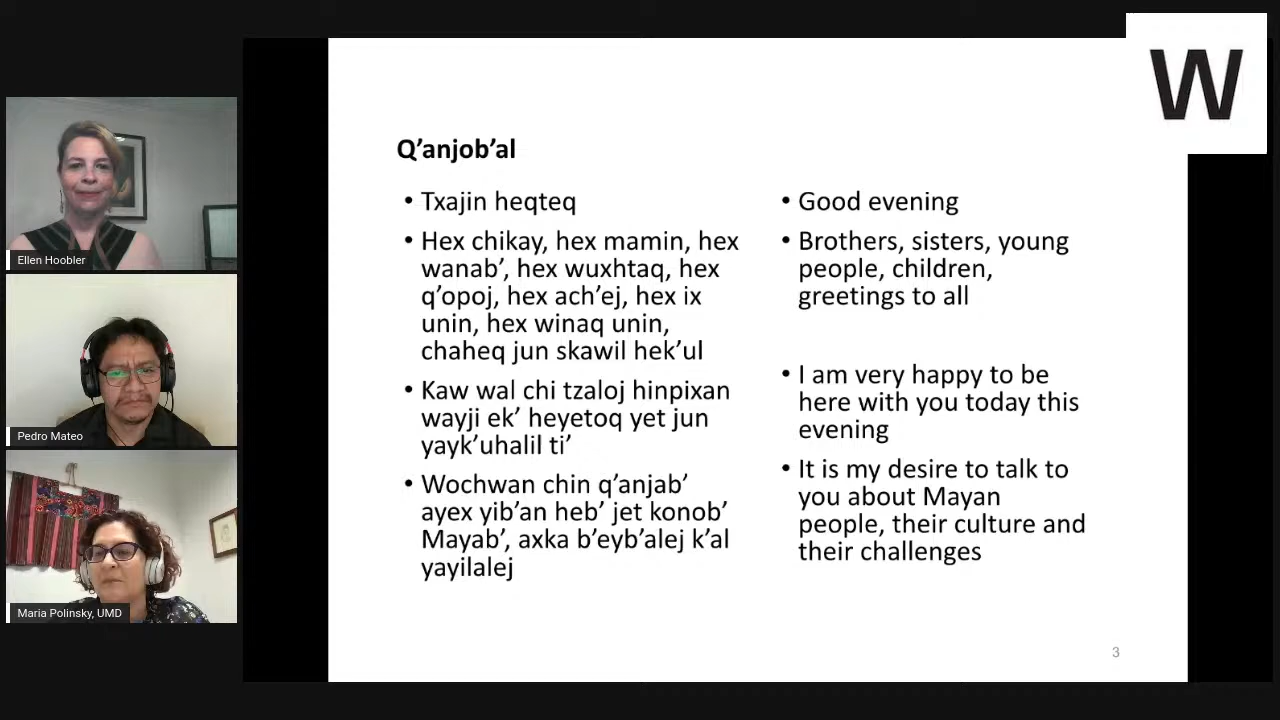 W
Q’anjob’al
• Txajin heqteq
• Hex chikay, hex mamin, hex
wanab’, hex wuxhtaq, hex
q’opoj, hex ach’ej, hex ix
unin, hex winaq unin,
chaheq jun skawil hek’ul
• Kaw wal chi tzaloj hinpixan
wayji ek’ heyetoq yet jun
yayk’uhalil ti’
• Wochwan chin q’anjab’
ayex yib’an heb’ jet konob’
Mayab’, axka b’eyb’alej k’al
yayilalej
• Good evening
• Brothers, sisters, young
people, children,
greetings to all
• I am very happy to be
here with you today this
evening
• It is my desire to talk to
you about Mayan
people, their culture and
their challenges
3
Ellen Hoobler
Pedro Mateo
Maria Polinsky, UMD